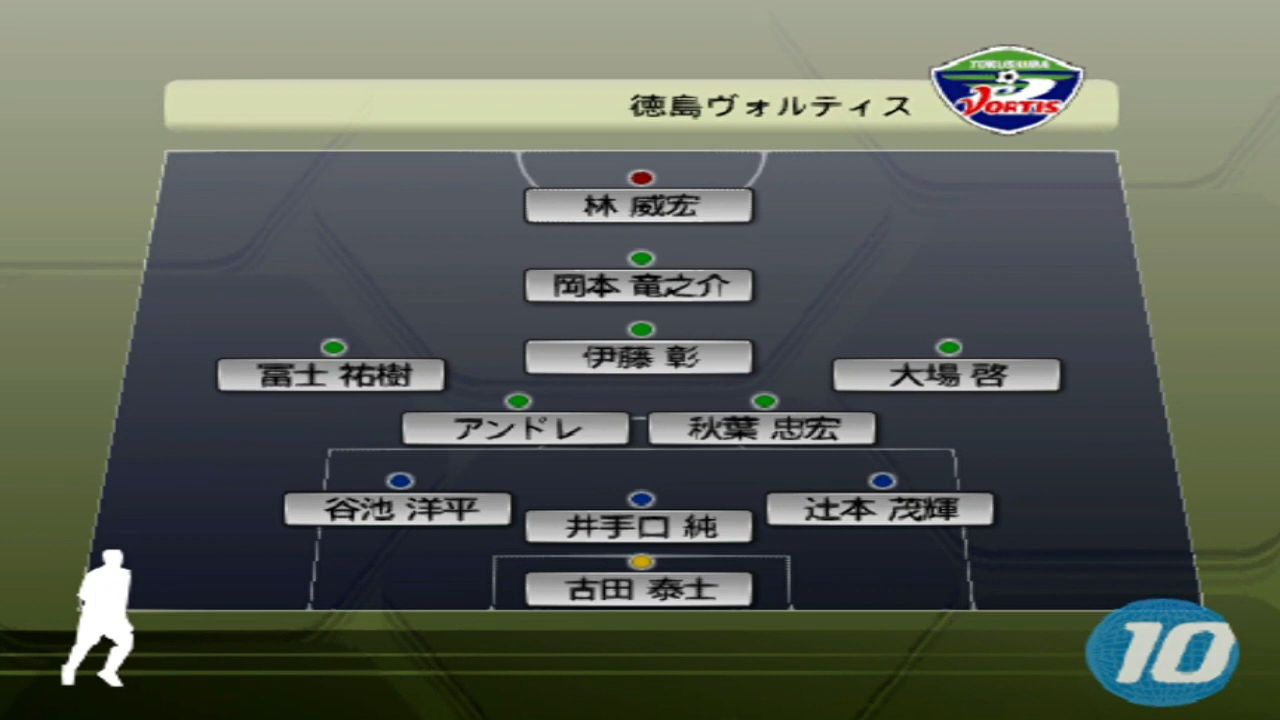 徳島ヴォルティス
TOKUSHIMA
VORTIS
林 威宏
岡本 竜之介
伊藤 彰
冨士 祐樹
大場 啓
アンドレ
秋葉 忠宏
谷池 洋平
井手口 純
辻本 茂輝
古田 泰士
10